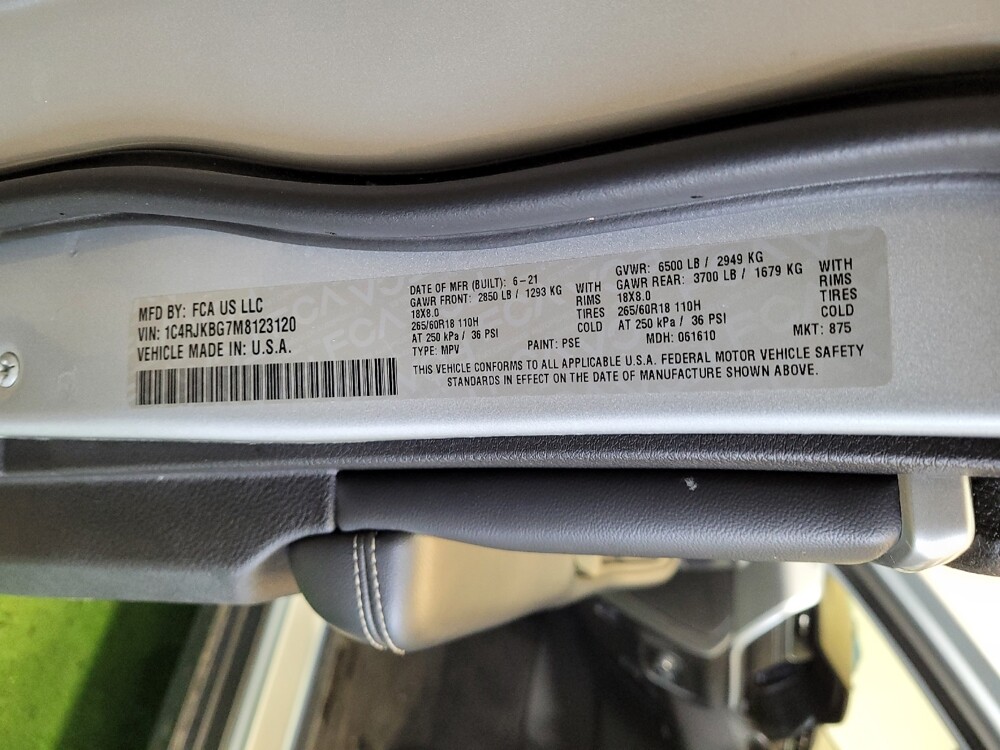 MFD BY: FCA US LLC
VIN: 1C4RJKBG7M8123120
VEHICLE MADE IN: U.S.A.
DATE OF MFR (BUILT): 6-21
GAWR FRONT: 2850 LB / 1293 KG WITH
18X8.0 RIMS
265/60R18 110H TIRES
AT 250 kPa / 36 PSI COLD
TYPE: MPV PAINT: PSE
GVWR: 6500 LB / 2949 KG
GAWR REAR: 3700 LB / 1679 KG WITH
18X8.0 RIMS
265/60R18 110H TIRES
AT 250 kPa / 36 PSI COLD
MDH: 061610 MKT: 875
THIS VEHICLE CONFORMS TO ALL APPLICABLE U.S.A. FEDERAL MOTOR VEHICLE SAFETY
STANDARDS IN EFFECT ON THE DATE OF MANUFACTURE SHOWN ABOVE.